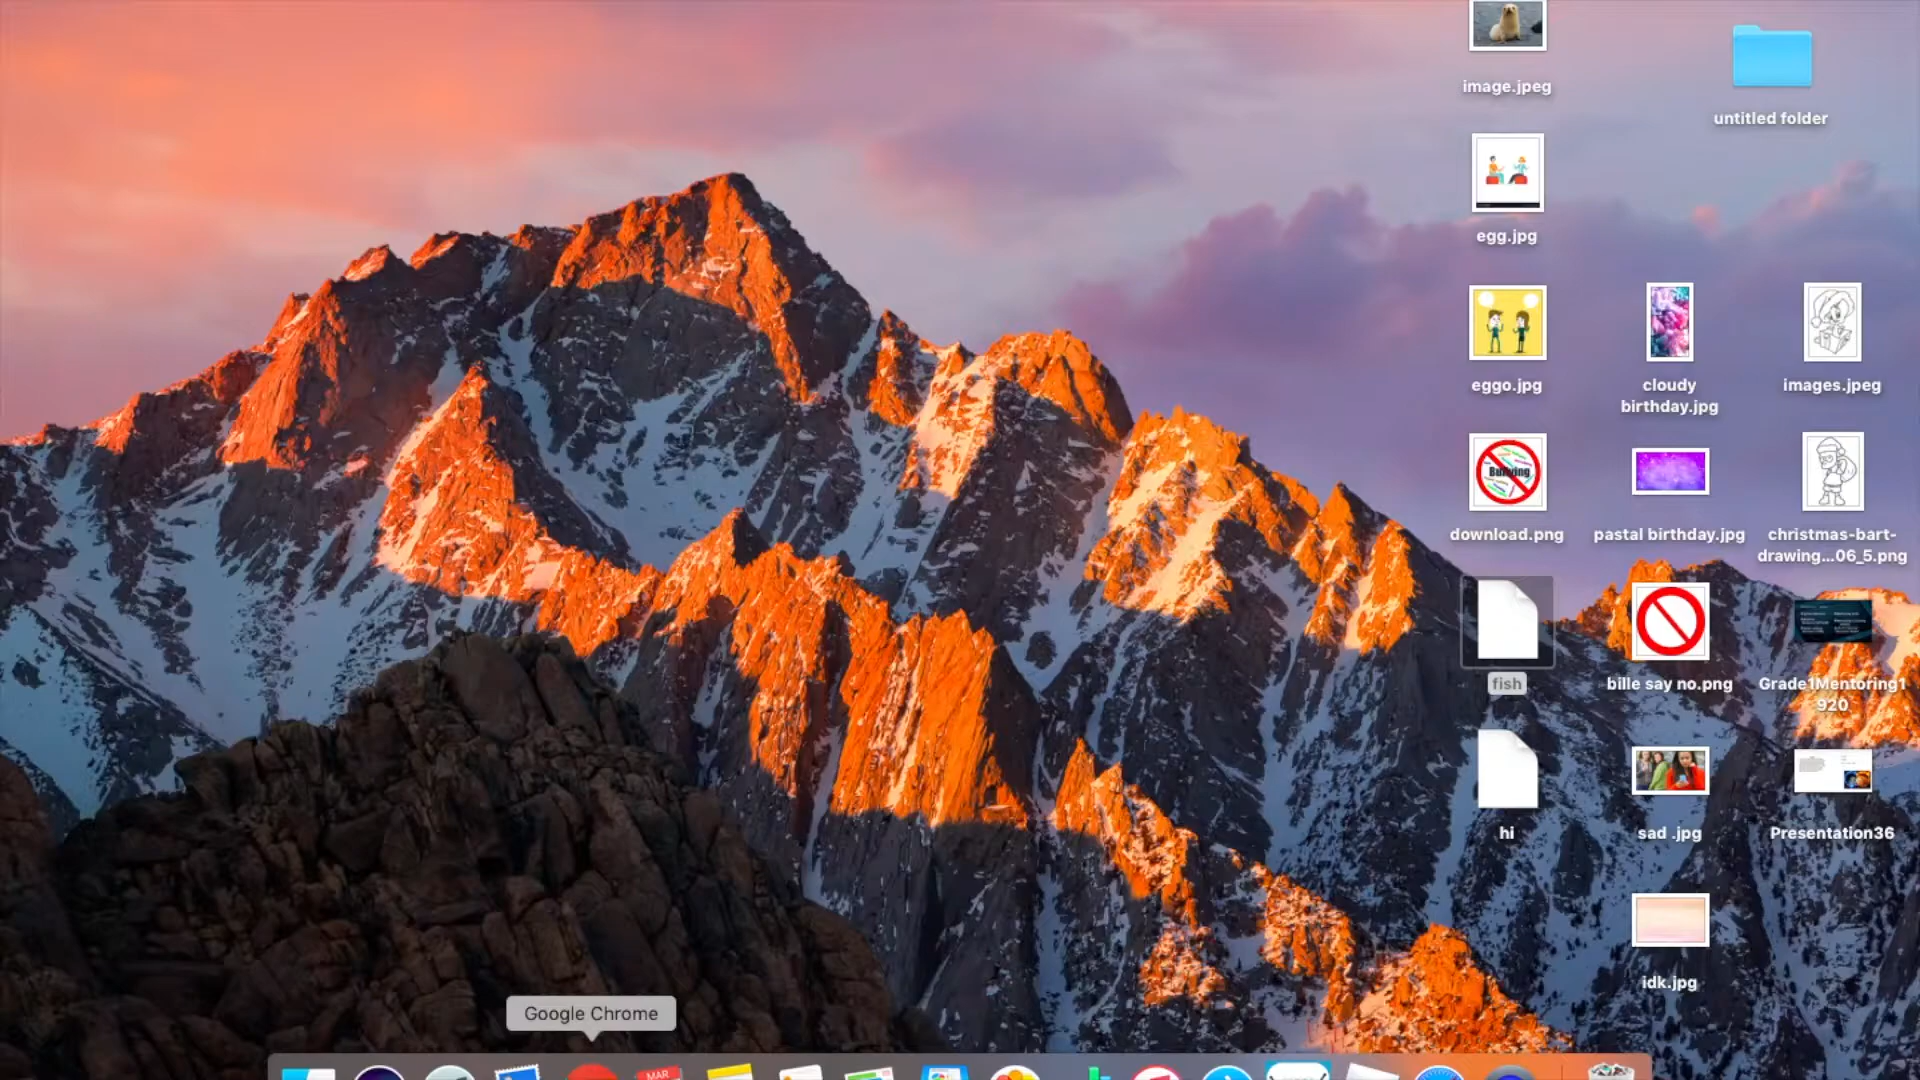 image.jpeg
untitled folder
egg.jpg
eggo.jpg
cloudy
birthday.jpg
images.jpeg
Bullying
download.png
pastal birthday.jpg
christmas-bart-
drawing...06_5.png
fish
bille say no.png
Grade1Mentoring1
920
hi
sad .jpg
Presentation36
idk.jpg
Google Chrome
MAR